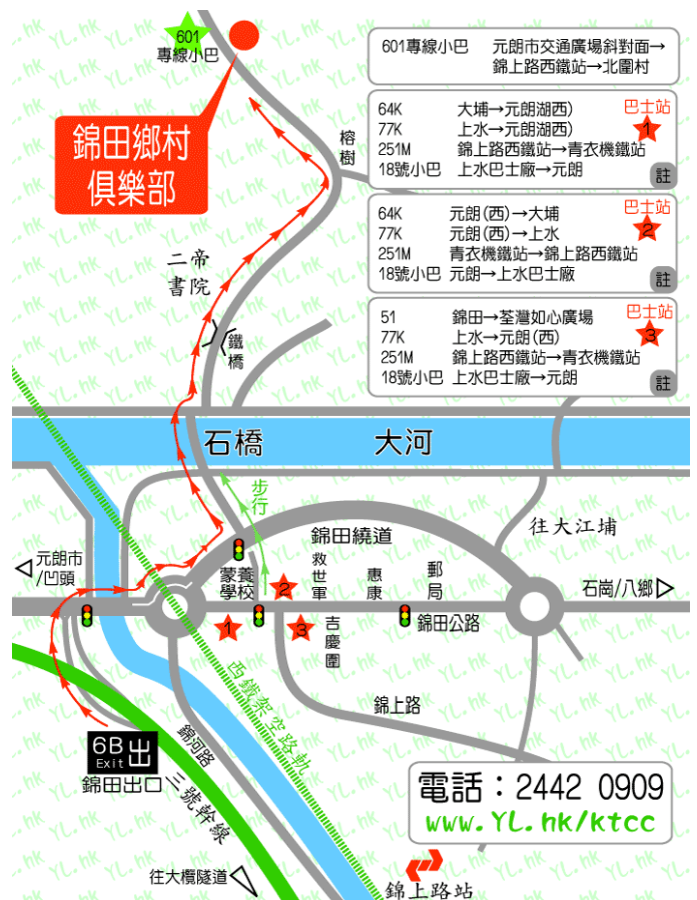 601
專線小巴
錦田鄉村
俱樂部
601專線小巴 元朗市交通廣場斜對面→
錦上路西鐵站→北圍村
64K 大埔→元朗湖西) 巴士站
77K 上水→元朗湖西) 1
251M 錦上路西鐵站→青衣機鐵站
18號小巴 上水巴士廠→元朗 註
64K 元朗(西)→大埔 巴士站
77K 元朗(西)→上水 2
251M 青衣機鐵站→錦上路西鐵站
18號小巴 元朗→上水巴士廠 註
51 錦田→荃灣如心廣場 巴士站
77K 上水→元朗(西) 3
251M 錦上路西鐵站→青衣機鐵站
18號小巴 上水巴士廠→元朗 註
榕樹
二帝
書院
鐵橋
石橋 大河
步行
錦田繞道
往大江埔
元朗市
/凹頭
蒙養
學校
2
救世軍
惠康
郵局
石崗/八鄉
1
3
吉慶圍
錦田公路
西鐵架空路軌
錦上路
錦河路
6B 出
Exit
錦田出口
三號幹線
電話：2442 0909
www.YL.hk/ktcc
往大欖隧道
錦上路站
YL.hk